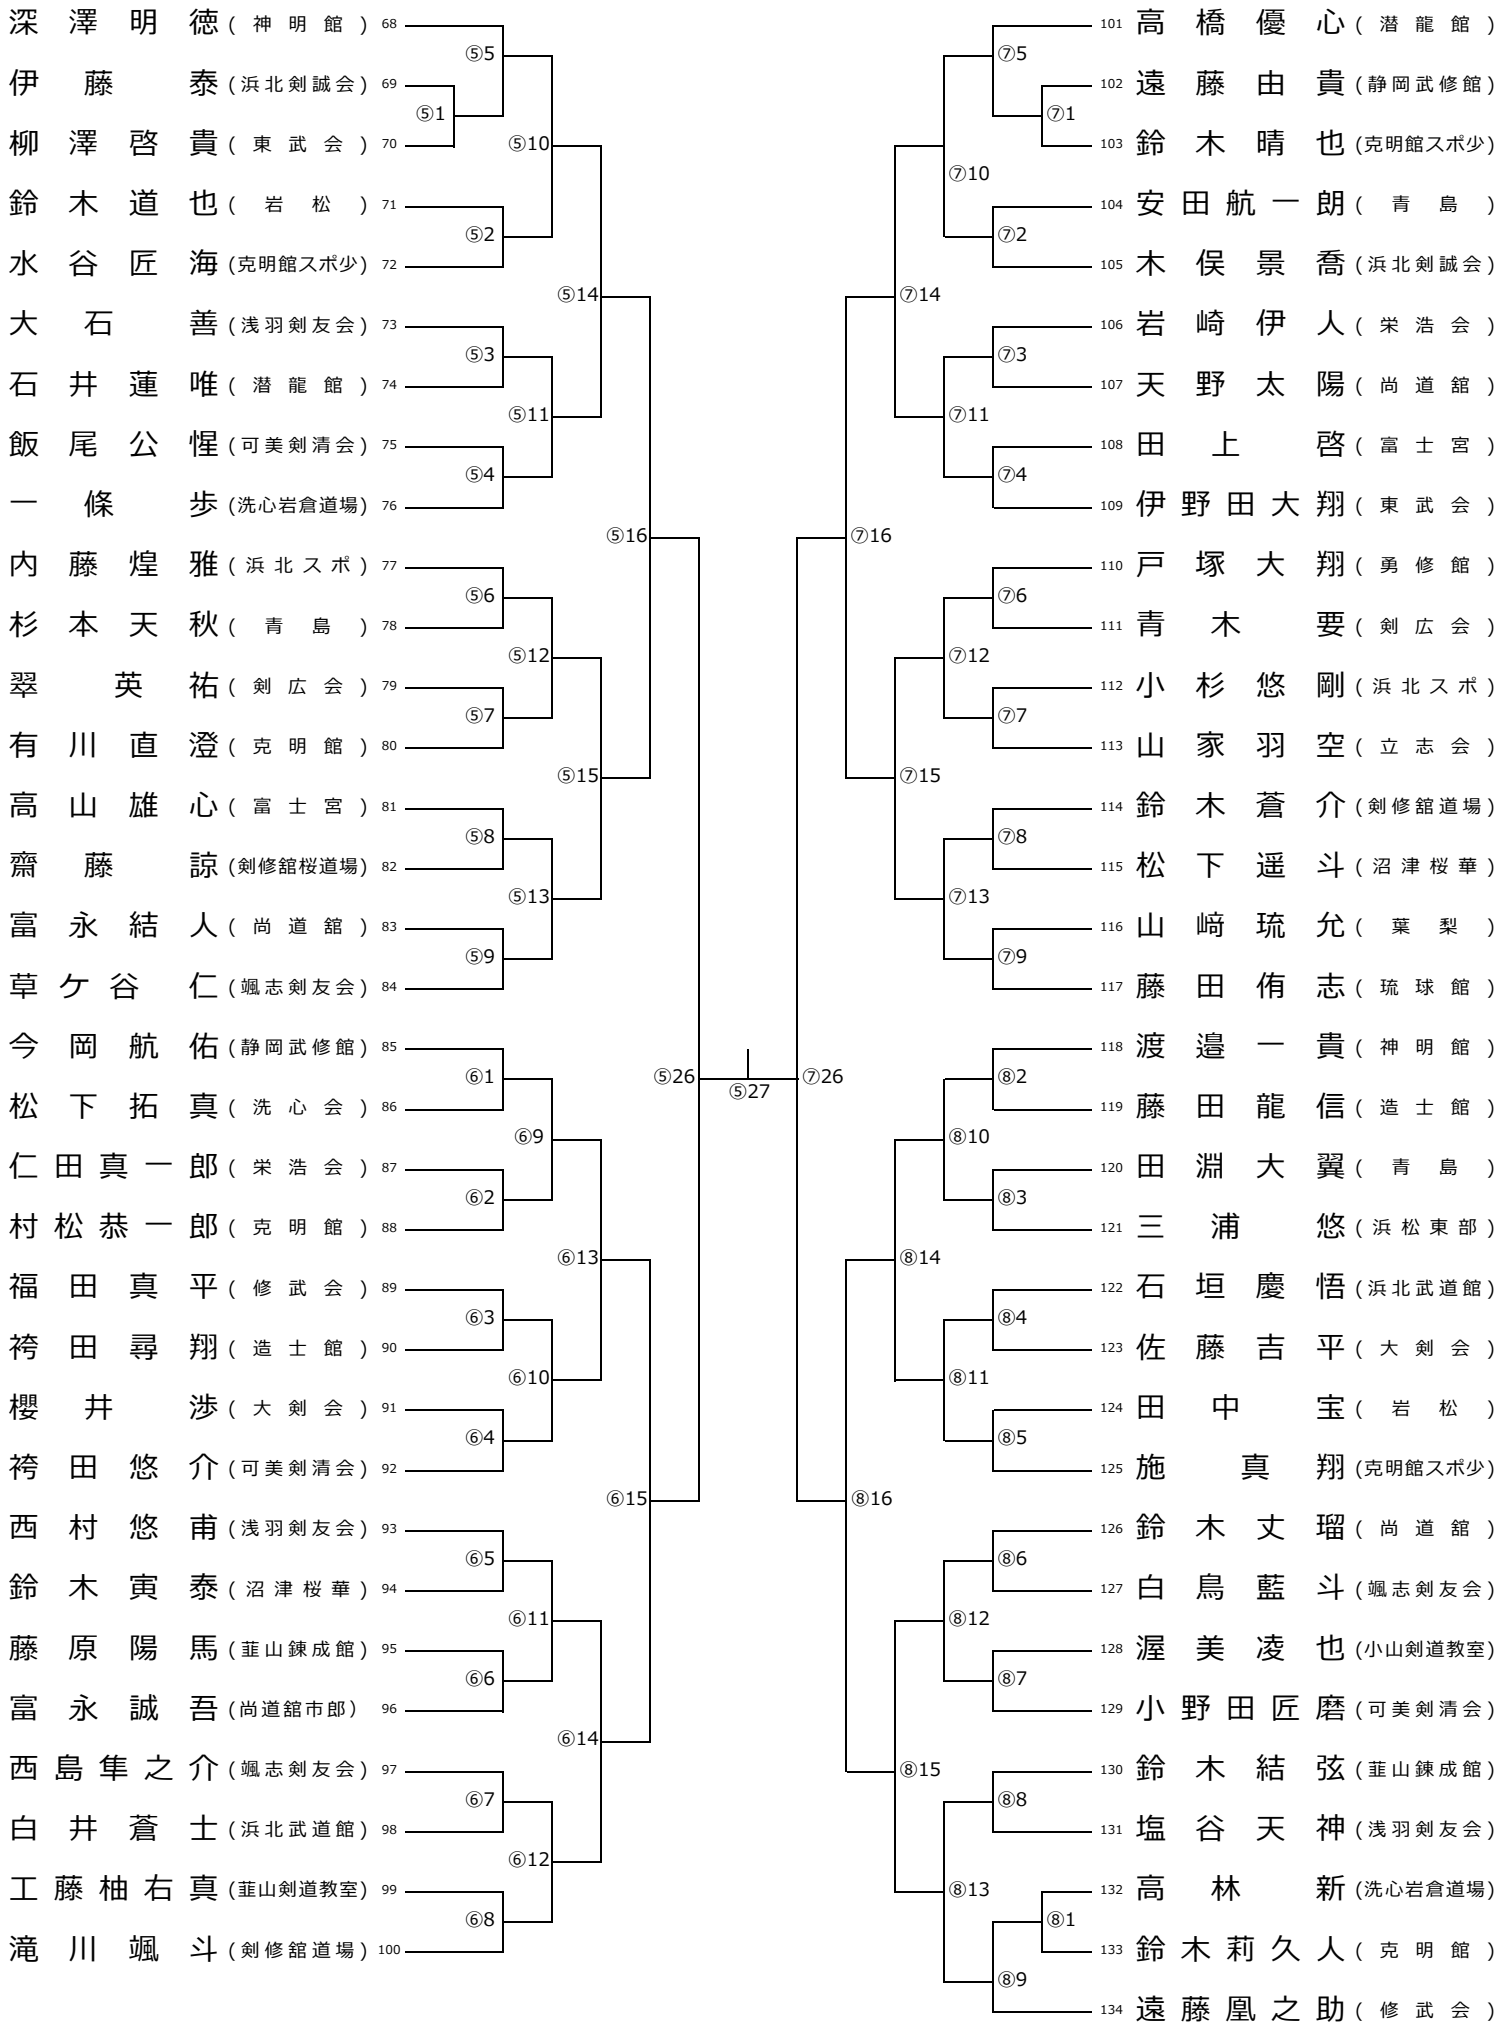 深澤明徳 (神明館) 68
⑤5
伊藤泰 (浜北剣誠会) 69
⑤1
柳澤啓貴 (東武会) 70
⑤10
鈴木道也 (岩松) 71
⑤2
水谷匠海 (克明館スポ少) 72
⑤14
大石善 (浅羽剣友会) 73
⑤3
石井蓮唯 (潜龍館) 74
⑤11
飯尾公惺 (可美剣清会) 75
⑤4
一條歩 (洗心岩倉道場) 76
⑤16
内藤煌雅 (浜北スポ) 77
⑤6
杉本天秋 (青島) 78
⑤12
翠英祐 (剣広会) 79
⑤7
有川直澄 (克明館) 80
⑤15
高山雄心 (富士宮) 81
⑤8
齋藤諒 (剣修舘桜道場) 82
⑤13
富永結人 (尚道舘) 83
⑤9
草ケ谷仁 (颯志剣友会) 84
今岡航佑 (静岡武修館) 85
⑥1
⑤26
松下拓真 (洗心会) 86
⑥9
仁田真一郎 (栄浩会) 87
⑥2
村松恭一郎 (克明館) 88
⑥13
福田真平 (修武会) 89
⑥3
袴田尋翔 (造士館) 90
⑥10
櫻井渉 (大剣会) 91
⑥4
袴田悠介 (可美剣清会) 92
⑥15
西村悠甫 (浅羽剣友会) 93
⑥5
鈴木寅泰 (沼津桜華) 94
⑥11
藤原陽馬 (韮山錬成館) 95
⑥6
富永誠吾 (尚道舘市郎) 96
⑥14
西島隼之介 (颯志剣友会) 97
⑥7
白井蒼士 (浜北武道館) 98
⑥12
工藤柚右真 (韮山剣道教室) 99
⑥8
滝川颯斗 (剣修舘道場) 100
⑤27
101 高橋優心 (潜龍館)
⑦5
102 遠藤由貴 (静岡武修館)
⑦1
103 鈴木晴也 (克明館スポ少)
⑦10
104 安田航一朗 (青島)
⑦2
105 木俣景喬 (浜北剣誠会)
⑦14
106 岩崎伊人 (栄浩会)
⑦3
107 天野太陽 (尚道舘)
⑦11
108 田上啓 (富士宮)
⑦4
109 伊野田大翔 (東武会)
⑦16
110 戸塚大翔 (勇修館)
⑦6
111 青木要 (剣広会)
⑦12
112 小杉悠剛 (浜北スポ)
⑦7
113 山家羽空 (立志会)
⑦15
114 鈴木蒼介 (剣修舘道場)
⑦8
115 松下遥斗 (沼津桜華)
⑦13
116 山﨑琉允 (葉梨)
⑦9
117 藤田侑志 (琉球館)
118 渡邉一貴 (神明館)
⑦26
⑧2
119 藤田龍信 (造士館)
⑧10
120 田淵大翼 (青島)
⑧3
121 三浦悠 (浜松東部)
⑧14
122 石垣慶悟 (浜北武道館)
⑧4
123 佐藤吉平 (大剣会)
⑧11
124 田中宝 (岩松)
⑧5
125 施真翔 (克明館スポ少)
⑧16
126 鈴木丈瑠 (尚道舘)
⑧6
127 白鳥藍斗 (颯志剣友会)
⑧12
128 渥美凌也 (小山剣道教室)
⑧7
129 小野田匠磨 (可美剣清会)
⑧15
130 鈴木結弦 (韮山錬成館)
⑧8
131 塩谷天神 (浅羽剣友会)
⑧13
132 高林新 (洗心岩倉道場)
⑧1
133 鈴木莉久人 (克明館)
⑧9
134 遠藤凰之助 (修武会)